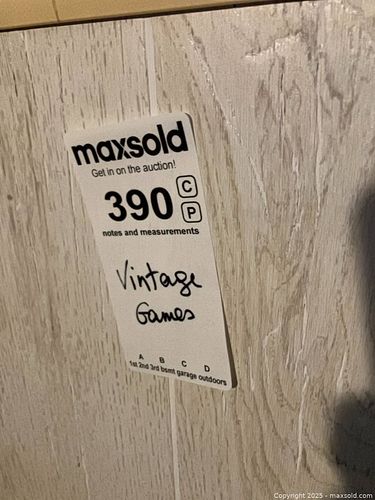 maxsold
Get in on the auction!
390
C
P
notes and measurements
Vintage
Games
A B C D
1st 2nd 3rd bsmt garage outdoors
Copyright 2025 - maxsold.com